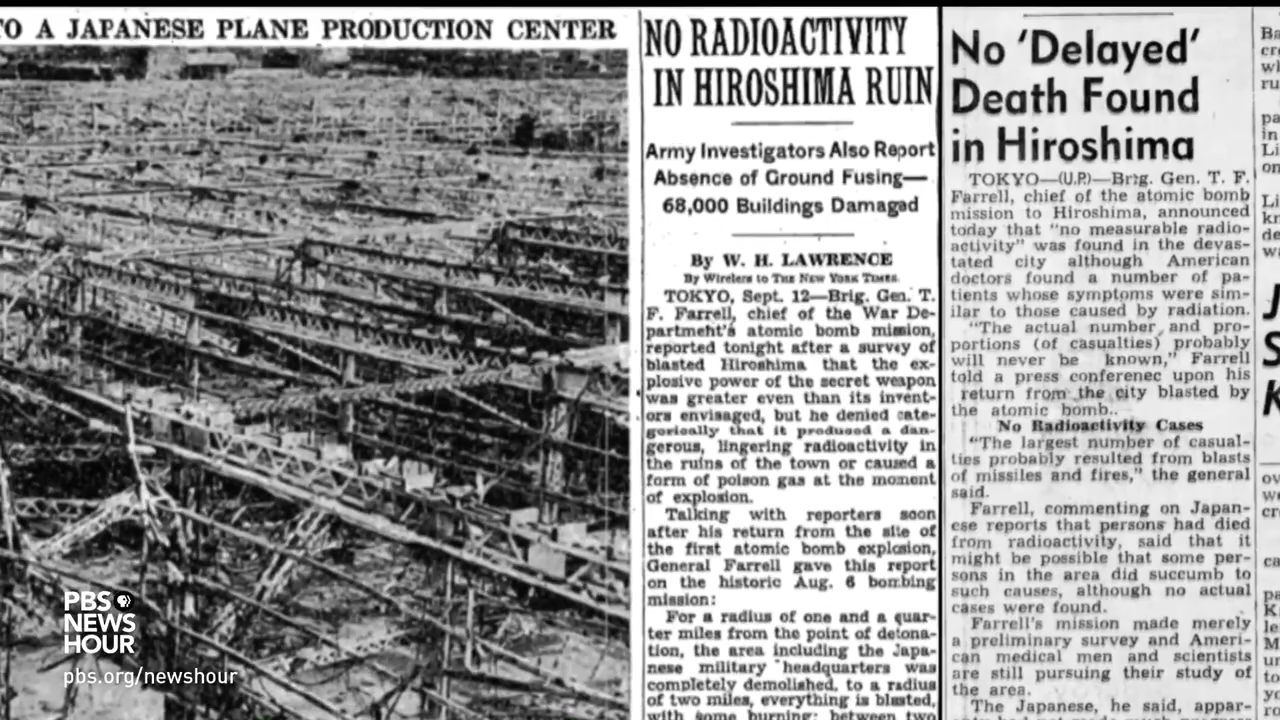 TO A JAPANESE PLANE PRODUCTION CENTER
NO RADIOACTIVITY
IN HIROSHIMA RUIN
Army Investigators Also Report
Absence of Ground Fusing—
68,000 Buildings Damaged
By W. H. LAWRENCE
By Wireless to THE NEW YORK TIMES.
TOKYO, Sept. 12—Brig. Gen. T.
F. Farrell, chief of the War De-
partment's atomic bomb mission,
reported tonight after a survey of
blasted Hiroshima that the ex-
plosive power of the secret weapon
was greater even than its invent-
ors envisaged, but he denied cate-
gorically that it produced a dan-
gerous, lingering radioactivity in
the ruins of the town or caused a
form of poison gas at the moment
of explosion.
Talking with reporters soon
after his return from the site of
the first atomic bomb explosion,
General Farrell gave this report
on the historic Aug. 6 bombing
mission:
For a radius of one and a quar-
ter miles from the point of detona-
tion, the area including the Japa-
nese military headquarters was
completely demolished, to a radius
of two miles, everything is blasted,
with some burning; between two
No 'Delayed'
Death Found
in Hiroshima
TOKYO—(U.P.)—Brig. Gen. T. F.
Farrell, chief of the atomic bomb
mission to Hiroshima, announced
today that "no measurable radio-
activity" was found in the devas-
tated city although American
doctors found a number of pa-
tients whose symptoms were sim-
ilar to those caused by radiation.
"The actual number and pro-
portions (of casualties) probably
will never be known," Farrell
told a press conferenec upon his
return from the city blasted by
the atomic bomb..
No Radioactivity Cases
"The largest number of casual-
ties probably resulted from blasts
of missiles and fires," the general
said.
Farrell, commenting on Japan-
ese reports that persons had died
from radioactivity, said that it
might be possible that some per-
sons in the area did succumb to
such causes, although no actual
cases were found.
Farrell's mission made merely
a preliminary survey and Ameri-
can medical men and scientists
are still pursuing their study of
the area.
The Japanese, he said, appar-
PBS
NEWS
HOUR
pbs.org/newshour